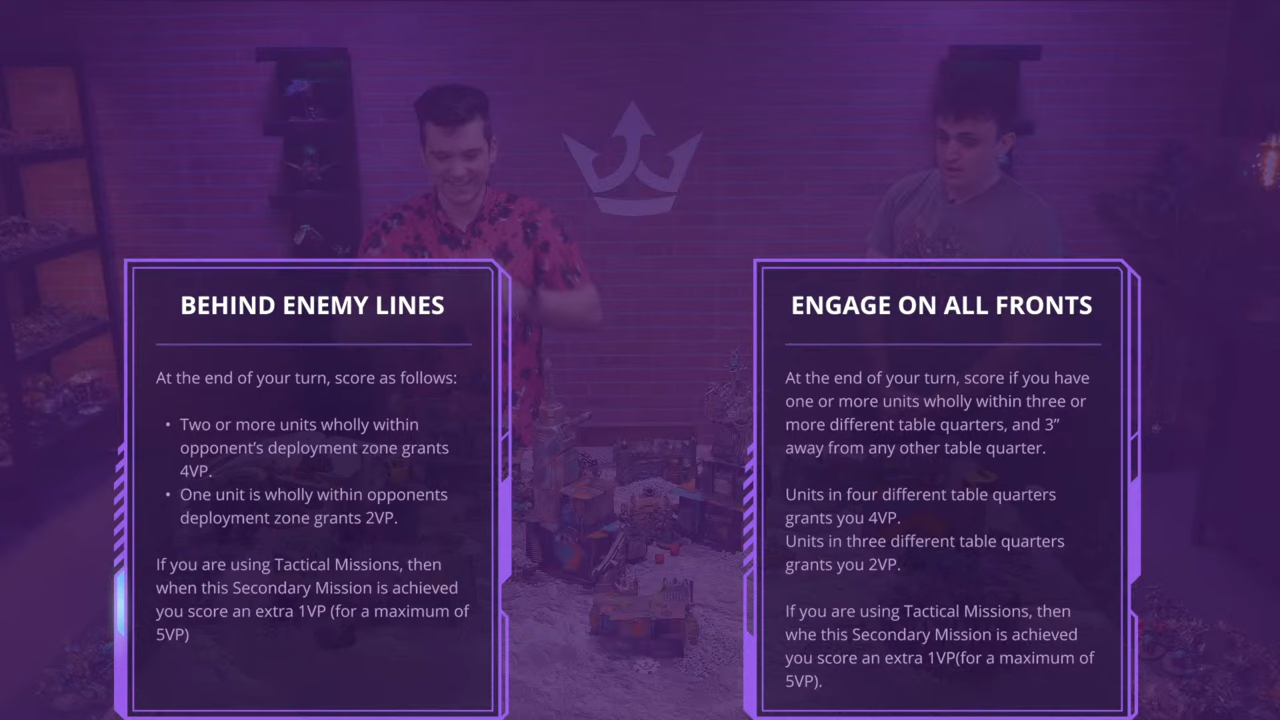 BEHIND ENEMY LINES
At the end of your turn, score as follows:
• Two or more units wholly within
opponent's deployment zone grants
4VP.
• One unit is wholly within opponents
deployment zone grants 2VP.
If you are using Tactical Missions, then
when this Secondary Mission is achieved
you score an extra 1VP (for a maximum of
5VP)
ENGAGE ON ALL FRONTS
At the end of your turn, score if you have
one or more units wholly within three or
more different table quarters, and 3”
away from any other table quarter.
Units in four different table quarters
grants you 4VP.
Units in three different table quarters
grants you 2VP.
If you are using Tactical Missions, then
whe this Secondary Mission is achieved
you score an extra 1VP(for a maximum of
5VP).